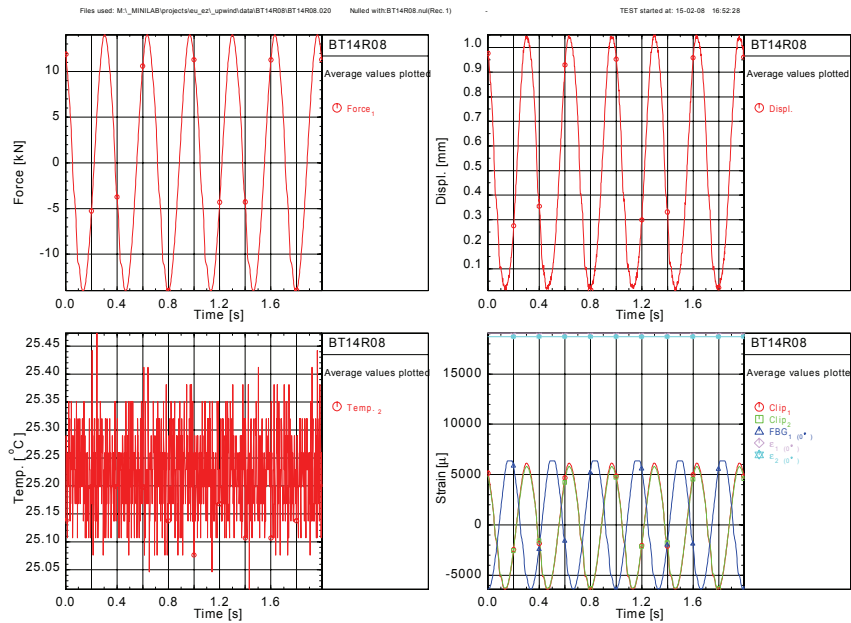 Files used: M:\_MINILAB\projects\eu_ez\_upwind\data\BT14R08\BT14R08.020 Nulled with:BT14R08.nul(Rec.1) - TEST started at: 15-02-08 16:52:28
BT14R08
Average values plotted
Force₁
Force [kN]
10
5
0
-5
-10
0.0 0.4 0.8 1.2 1.6
Time [s]
BT14R08
Average values plotted
Displ.
Displ. [mm]
1.0
0.9
0.8
0.7
0.6
0.5
0.4
0.3
0.2
0.1
0.0 0.4 0.8 1.2 1.6
Time [s]
BT14R08
Average values plotted
Temp. ₂
Temp. [°C]
25.45
25.40
25.35
25.30
25.25
25.20
25.15
25.10
25.05
0.0 0.4 0.8 1.2 1.6
Time [s]
BT14R08
Average values plotte
Clip₁
Clip₂
FBG₁ (0°)
ε₁ (0°)
ε₂ (0°)
Strain [μ]
15000
10000
5000
0
-5000
0.0 0.4 0.8 1.2 1.6
Time [s]